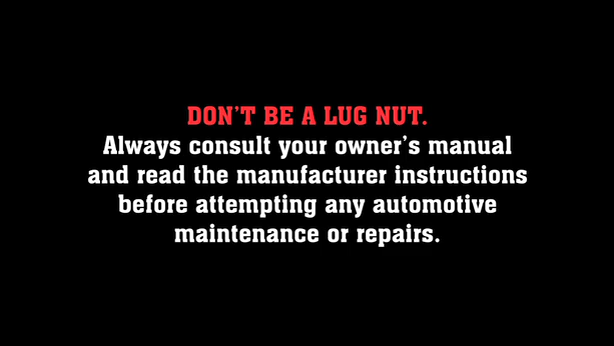 DON'T BE A LUG NUT.
Always consult your owner's manual
and read the manufacturer instructions
before attempting any automotive
maintenance or repairs.